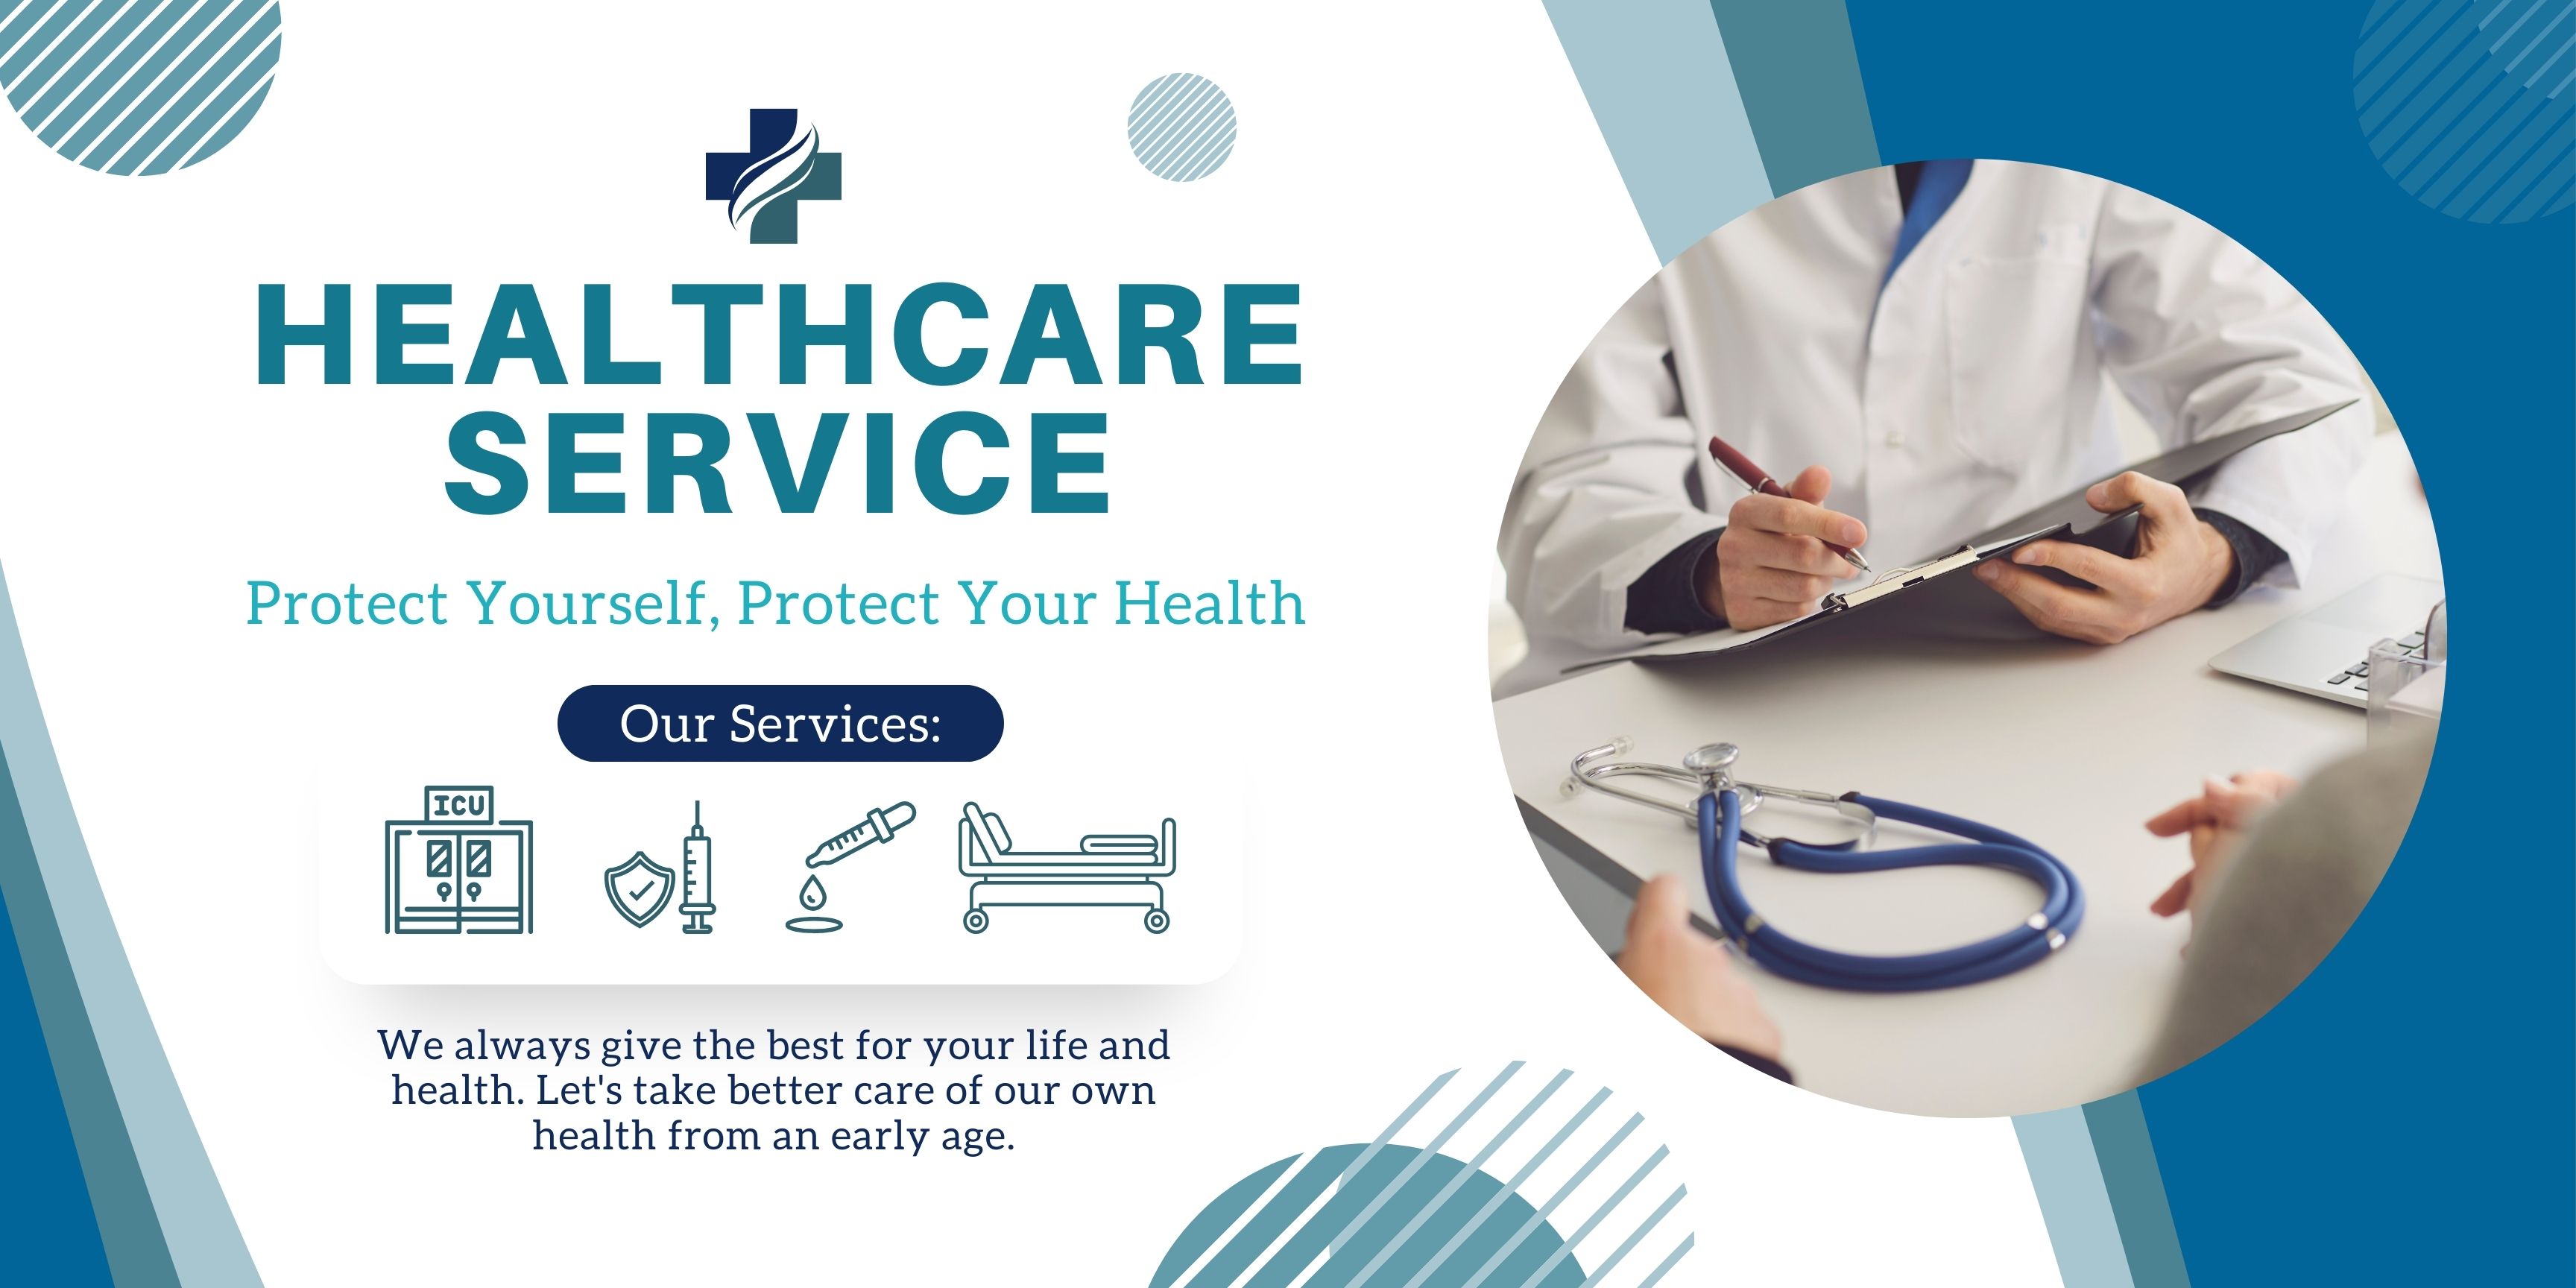 HEALTHCARE
SERVICE
Protect Yourself, Protect Your Health
Our Services:
ICU
We always give the best for your life and
health. Let's take better care of our own
health from an early age.